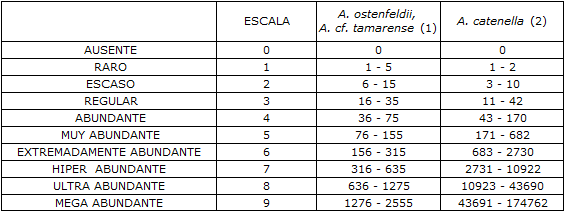 ESCALA A. ostenfeldii, A. cf. tamarense (1) A. catenella (2)
AUSENTE 0 0 0
RARO 1 1 - 5 1 - 2
ESCASO 2 6 - 15 3 - 10
REGULAR 3 16 - 35 11 - 42
ABUNDANTE 4 36 - 75 43 - 170
MUY ABUNDANTE 5 76 - 155 171 - 682
EXTREMADAMENTE ABUNDANTE 6 156 - 315 683 - 2730
HIPER ABUNDANTE 7 316 - 635 2731 - 10922
ULTRA ABUNDANTE 8 636 - 1275 10923 - 43690
MEGA ABUNDANTE 9 1276 - 2555 43691 - 174762